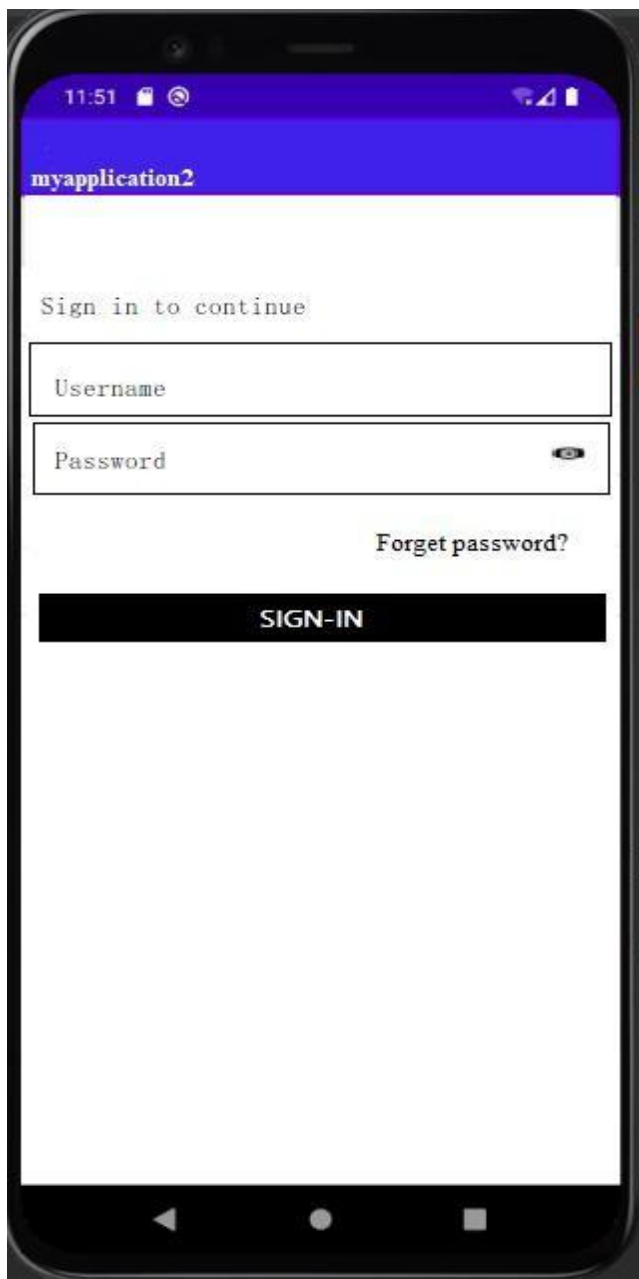 11:51
myapplication2
Sign in to continue
Username
Password
Forget password?
SIGN-IN